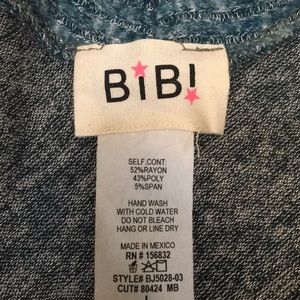 BiB!
SELF.CONT:
52%RAYON
43%POLY
5%SPAN
HAND WASH
WITH COLD WATER
DO NOT BLEACH
HANG OR LINE DRY
MADE IN MEXICO
RN # 156832
STYLE# BJ5028-03
CUT# 80424 MB
L